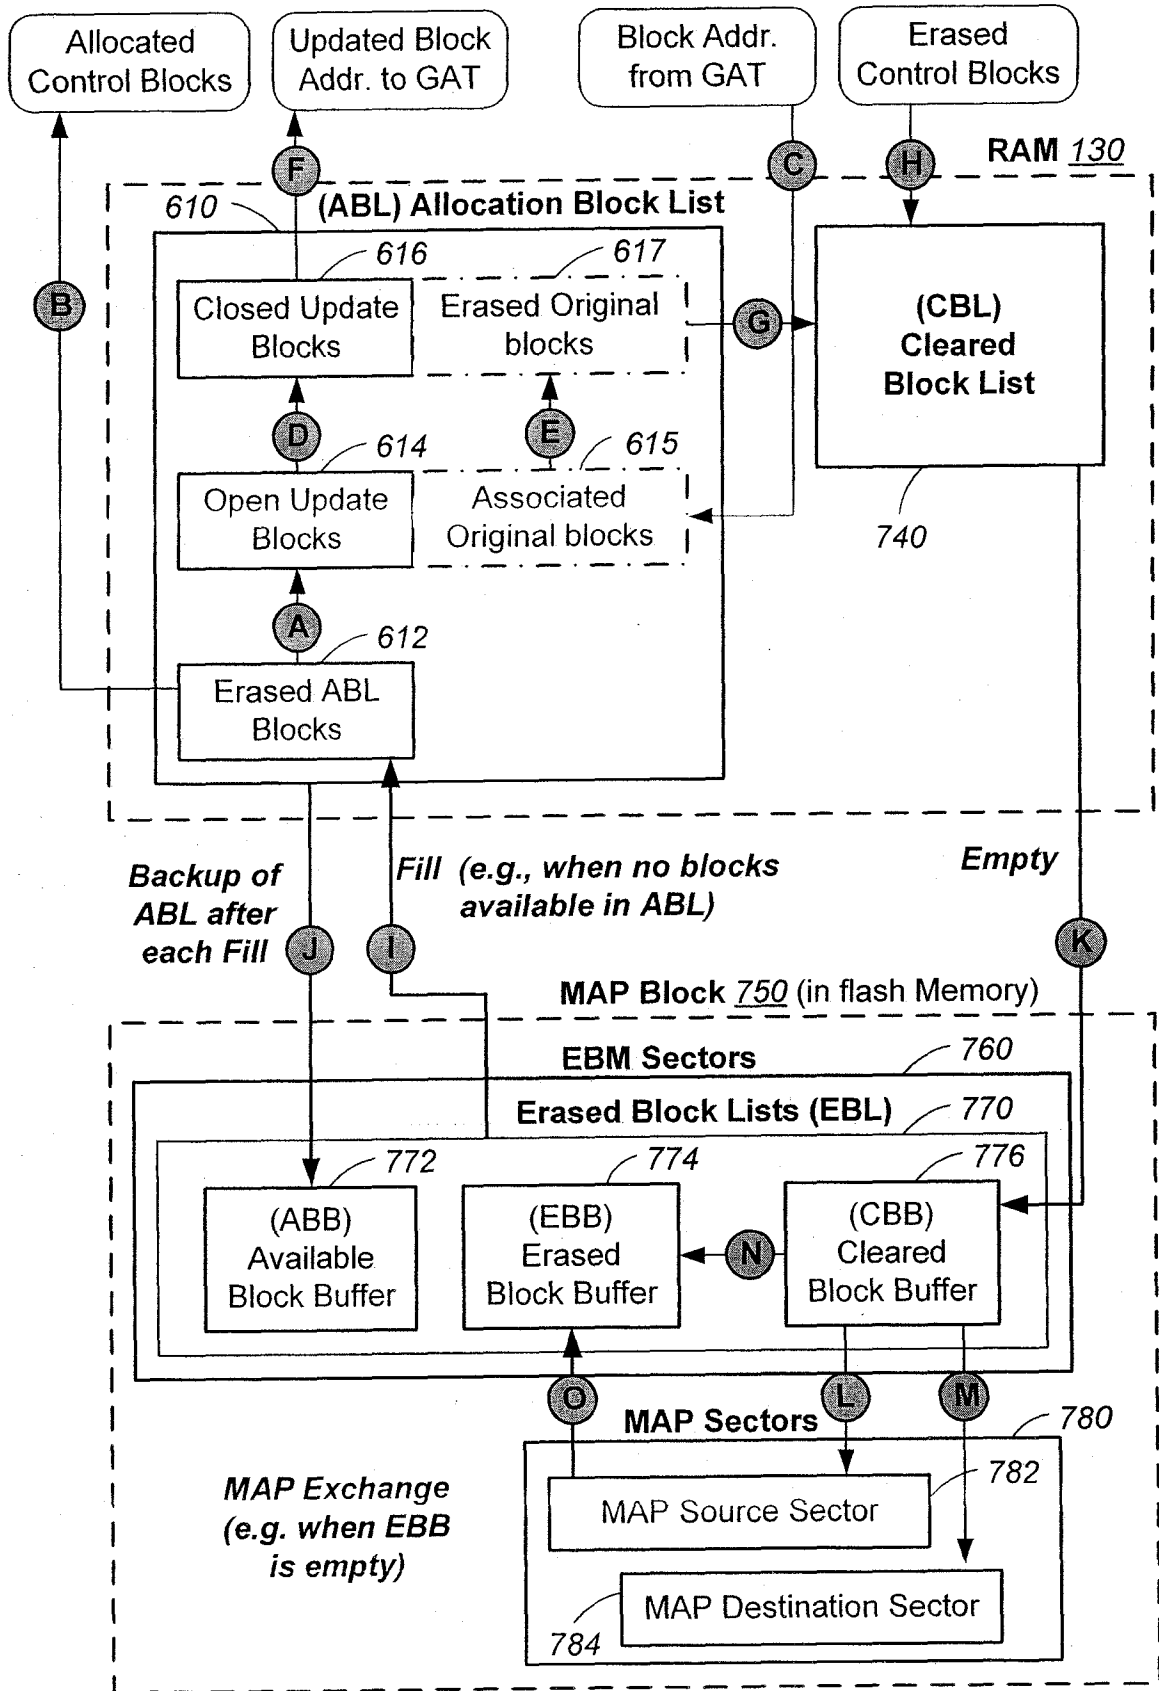 Allocated
Control Blocks
Updated Block
Addr. to GAT
Block Addr.
from GAT
Erased
Control Blocks
F
C
H
RAM 130
610
(ABL) Allocation Block List
616
617
B
Closed Update
Blocks
Erased Original
blocks
G
(CBL)
Cleared
Block List
D
E
614
615
Open Update
Blocks
Associated
Original blocks
740
A
612
Erased ABL
Blocks
Backup of
ABL after
each Fill
Fill (e.g., when no blocks
available in ABL)
Empty
J
I
K
MAP Block 750 (in flash Memory)
EBM Sectors
760
Erased Block Lists (EBL)
770
772
774
776
(ABB)
Available
Block Buffer
(EBB)
Erased
Block Buffer
N
(CBB)
Cleared
Block Buffer
O
L
M
MAP Sectors
780
MAP Exchange
(e.g. when EBB
is empty)
782
MAP Source Sector
MAP Destination Sector
784